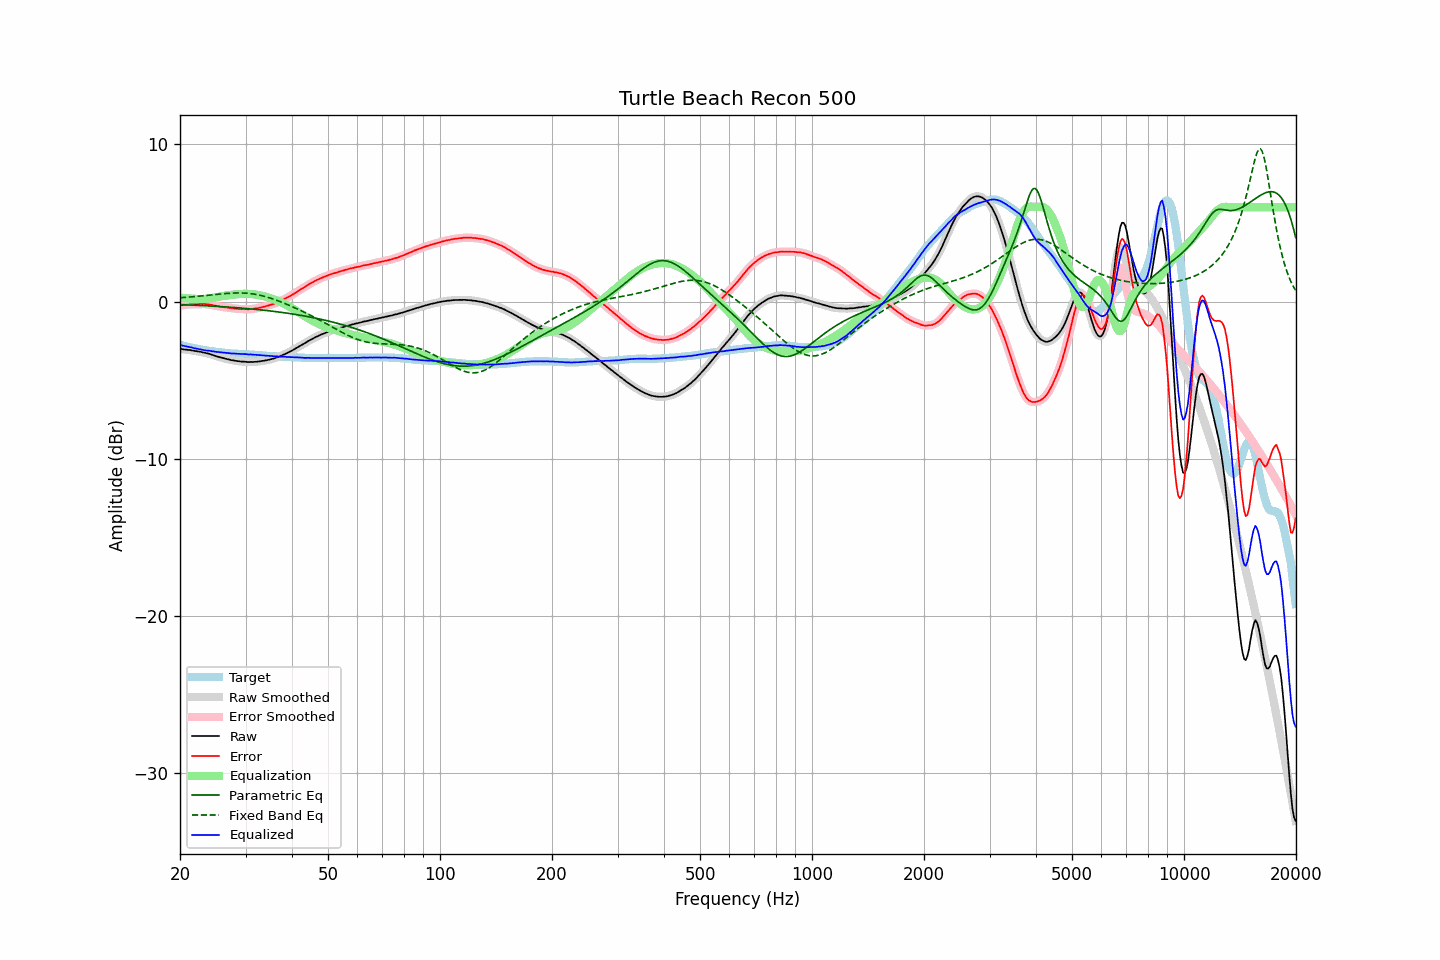 Turtle Beach Recon 500
10
0
−10
−20
−30
Amplitude (dBr)
Target
Raw Smoothed
Error Smoothed
Raw
Error
Equalization
Parametric Eq
Fixed Band Eq
Equalized
20
50
100
200
500
1000
2000
5000
10000
20000
Frequency (Hz)